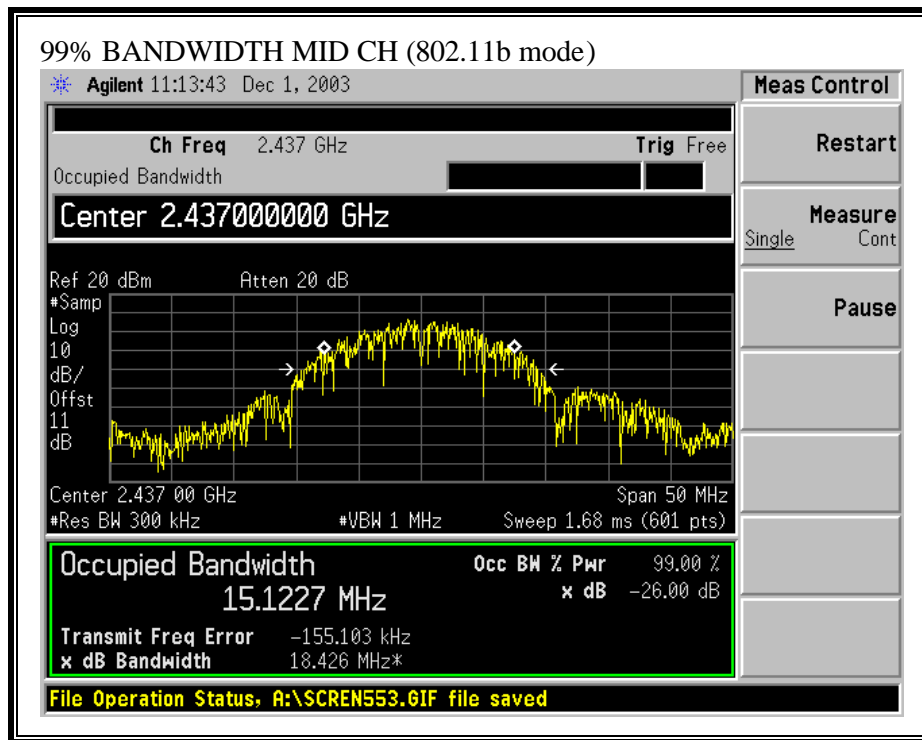 99% BANDWIDTH MID CH (802.11b mode)
Agilent 11:13:43 Dec 1, 2003
Meas Control
Ch Freq 2.437 GHz
Trig Free
Occupied Bandwidth
Restart
Center 2.437000000 GHz
Measure
Single Cont
Ref 20 dBm Atten 20 dB
#Samp
Log
10
dB/
Offst
11
dB
Pause
Center 2.437 00 GHz Span 50 MHz
#Res BW 300 kHz #VBW 1 MHz Sweep 1.68 ms (601 pts)
Occupied Bandwidth
15.1227 MHz
Occ BW % Pwr 99.00 %
x dB -26.00 dB
Transmit Freq Error -155.103 kHz
x dB Bandwidth 18.426 MHz*
File Operation Status, A:\SCREN553.GIF file saved